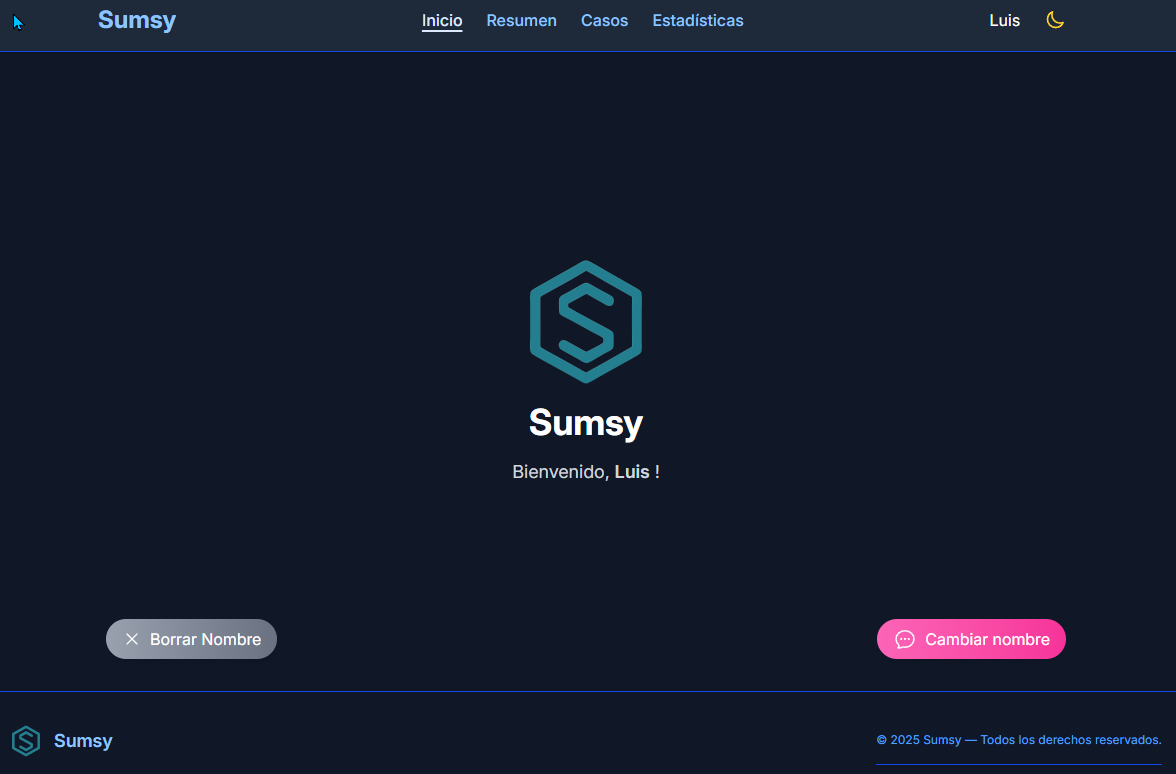 Sumsy Inicio Resumen Casos Estadísticas Luis
Sumsy
Bienvenido, Luis !
Borrar Nombre Cambiar nombre
Sumsy © 2025 Sumsy — Todos los derechos reservados.